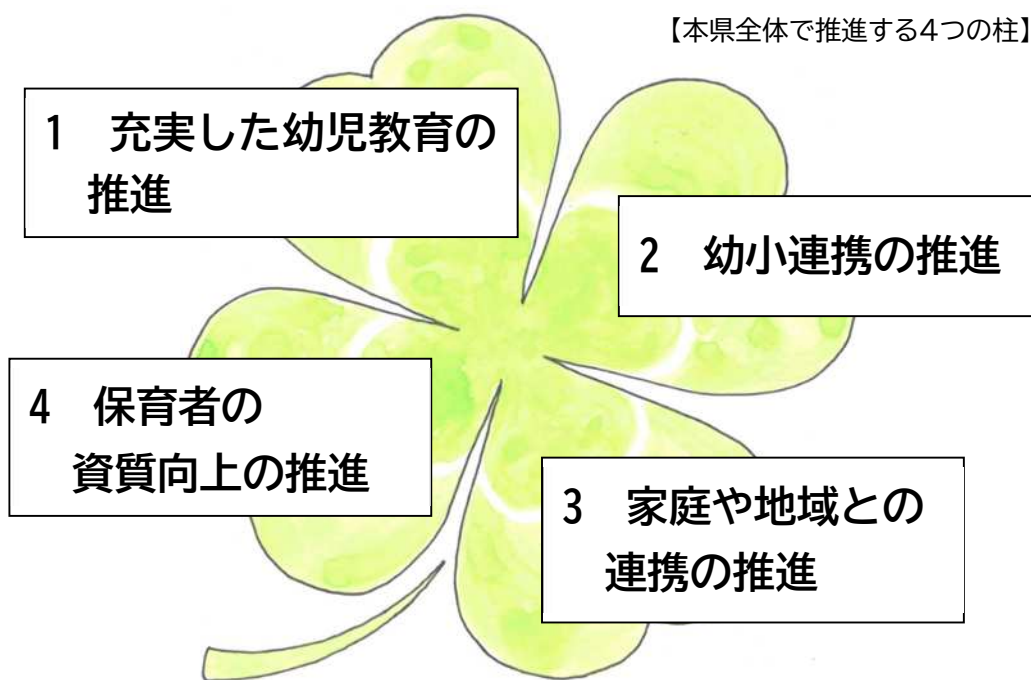 【本県全体で推進する4つの柱】
1　充実した幼児教育の
推進
2　幼小連携の推進
4　保育者の
資質向上の推進
3　家庭や地域との
連携の推進